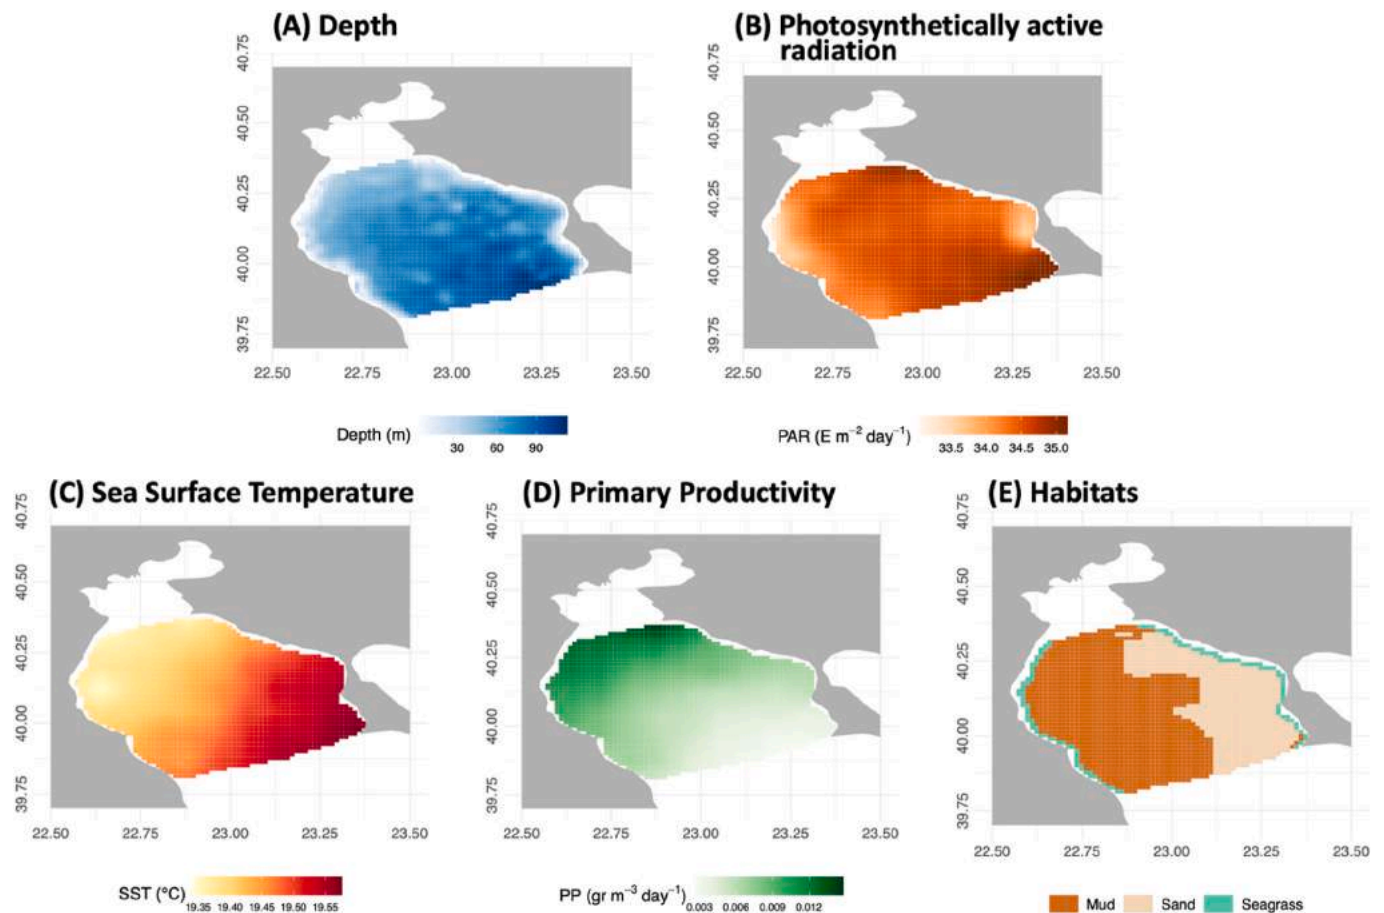 (A) Depth
(B) Photosynthetically active
radiation
40.75
40.50
40.25
40.00
39.75
22.50 22.75 23.00 23.25 23.50
Depth (m)
30 60 90
40.75
40.50
40.25
40.00
39.75
22.50 22.75 23.00 23.25 23.50
PAR (E m⁻² day⁻¹)
33.5 34.0 34.5 35.0
(C) Sea Surface Temperature
40.75
40.50
40.25
40.00
39.75
22.50 22.75 23.00 23.25 23.50
SST (°C)
19.35 19.40 19.45 19.50 19.55
(D) Primary Productivity
40.75
40.50
40.25
40.00
39.75
22.50 22.75 23.00 23.25 23.50
PP (gr m⁻³ day⁻¹)
0.003 0.006 0.009 0.012
(E) Habitats
40.75
40.50
40.25
40.00
39.75
22.50 22.75 23.00 23.25 23.50
Mud Sand Seagrass